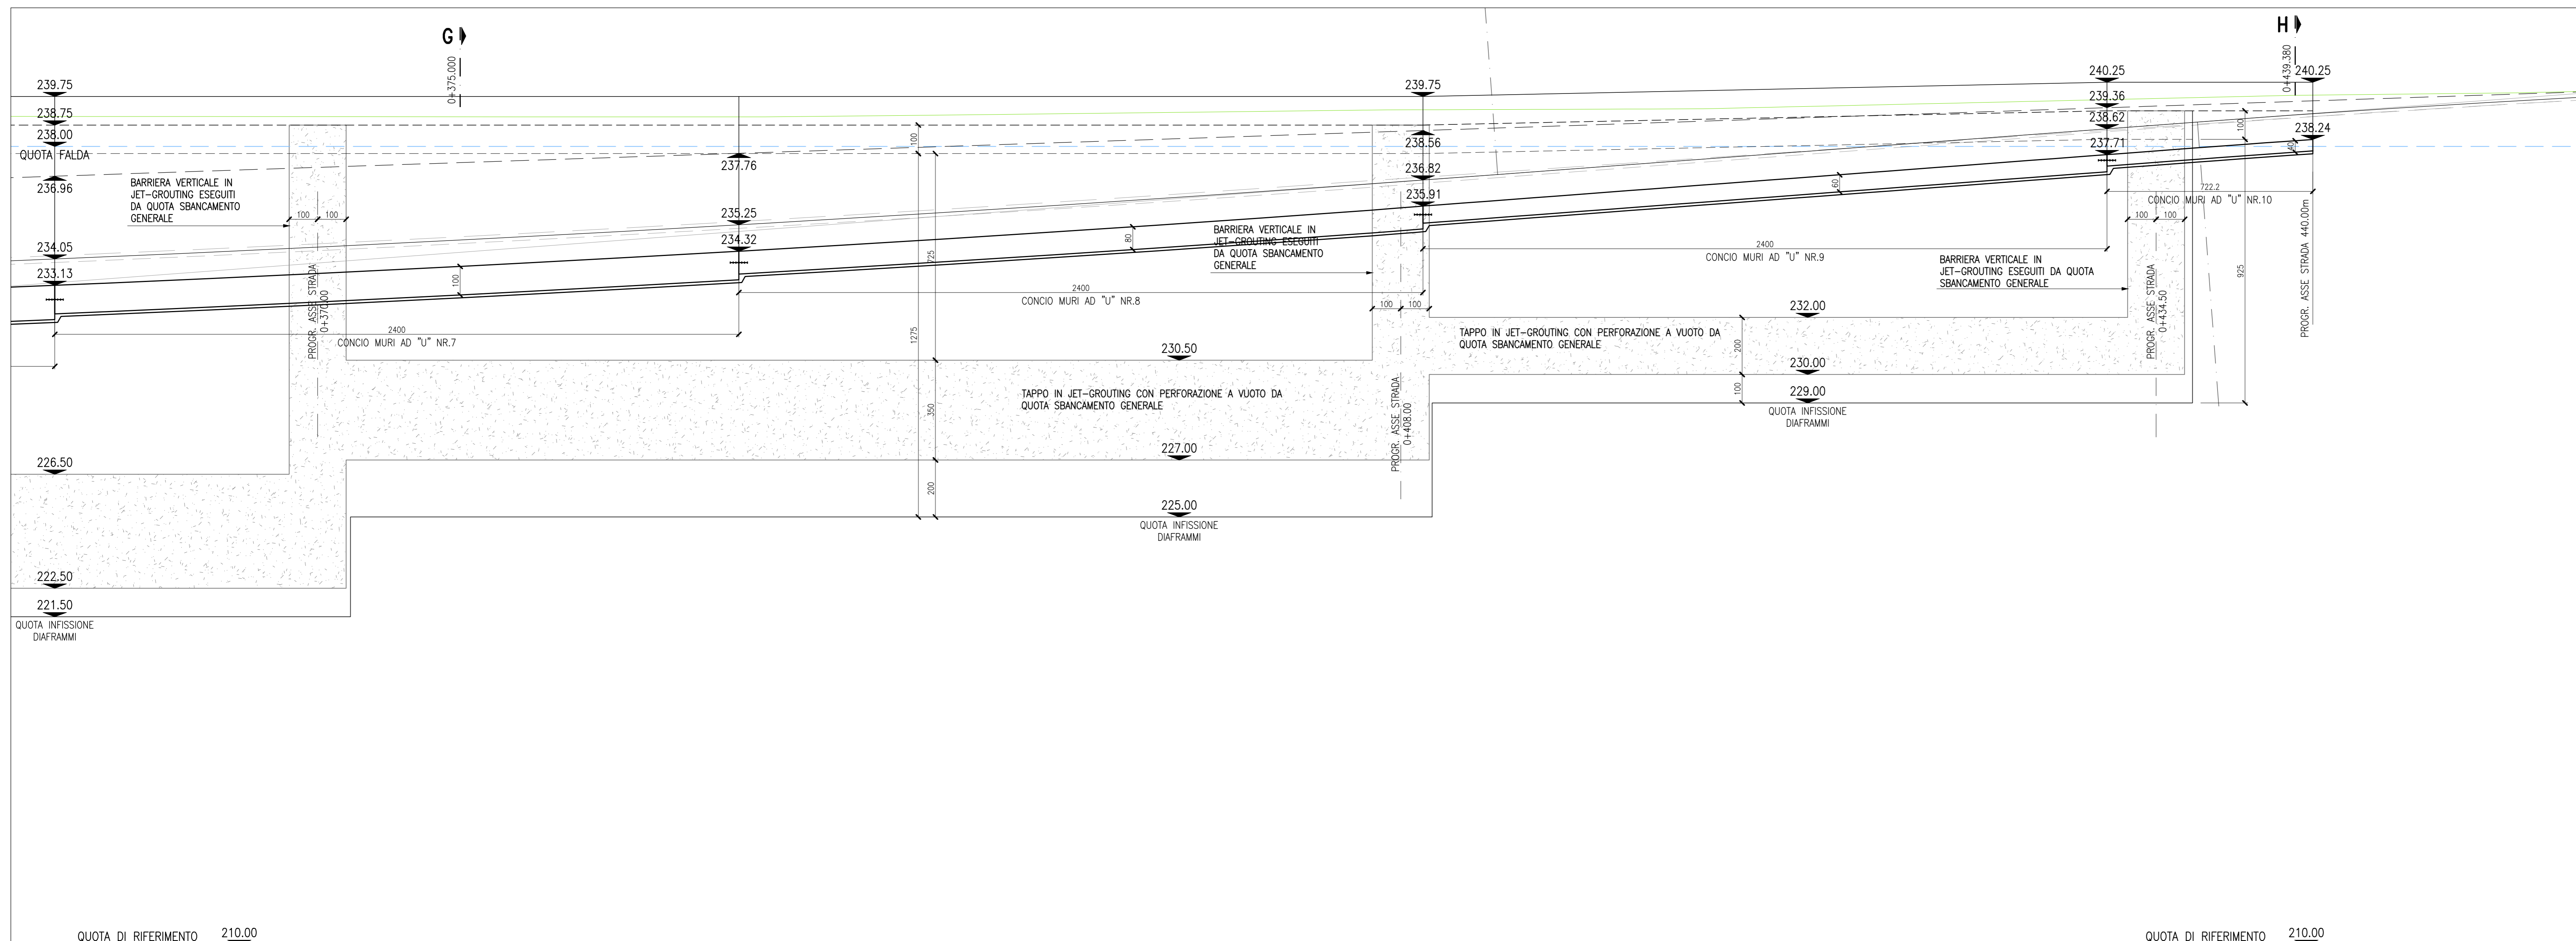 G
H
0+375.000
0+439.380
239.75
238.75
238.00
QUOTA FALDA
236.96
234.05
233.13
BARRIERA VERTICALE IN
JET-GROUTING ESEGUITI
DA QUOTA SBANCAMENTO
GENERALE
100
100
PROGR. ASSE STRADA
0+370.00
100
2400
CONCIO MURI AD "U" NR.7
226.50
222.50
221.50
QUOTA INFISSIONE
DIAFRAMMI
237.76
235.25
234.32
100
725
1275
350
200
80
2400
CONCIO MURI AD "U" NR.8
230.50
TAPPO IN JET-GROUTING CON PERFORAZIONE A VUOTO DA
QUOTA SBANCAMENTO GENERALE
227.00
225.00
QUOTA INFISSIONE
DIAFRAMMI
BARRIERA VERTICALE IN
JET-GROUTING ESEGUITI
DA QUOTA SBANCAMENTO
GENERALE
239.75
238.56
236.82
235.91
100
100
PROGR. ASSE STRADA
0+408.00
60
2400
CONCIO MURI AD "U" NR.9
232.00
TAPPO IN JET-GROUTING CON PERFORAZIONE A VUOTO DA
QUOTA SBANCAMENTO GENERALE
200
230.00
100
229.00
QUOTA INFISSIONE
DIAFRAMMI
BARRIERA VERTICALE IN
JET-GROUTING ESEGUITI DA QUOTA
SBANCAMENTO GENERALE
240.25
239.36
238.62
237.71
100
100
PROGR. ASSE STRADA
0+434.50
100
925
240.25
238.24
40
722.2
CONCIO MURI AD "U" NR.10
PROGR. ASSE STRADA 440.00m
QUOTA DI RIFERIMENTO 210.00
QUOTA DI RIFERIMENTO 210.00